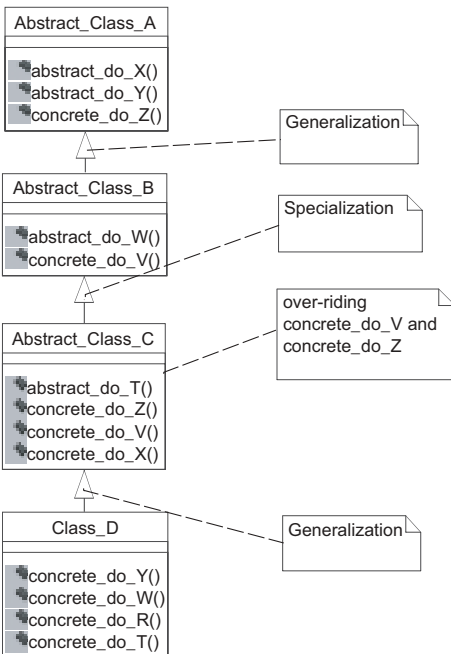 Abstract_Class_A
abstract_do_X()
abstract_do_Y()
concrete_do_Z()
Generalization
Abstract_Class_B
abstract_do_W()
concrete_do_V()
Specialization
over-riding
concrete_do_V and
concrete_do_Z
Abstract_Class_C
abstract_do_T()
concrete_do_Z()
concrete_do_V()
concrete_do_X()
Generalization
Class_D
concrete_do_Y()
concrete_do_W()
concrete_do_R()
concrete_do_T()